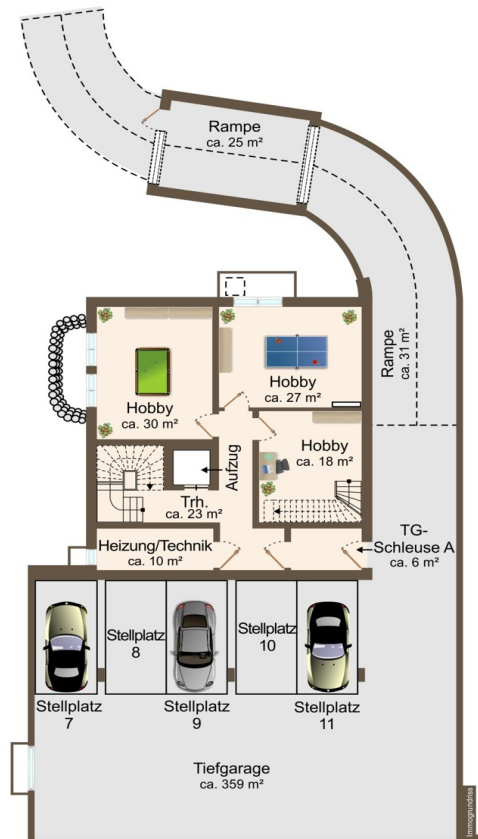 Rampe
ca. 25 m²
Rampe
ca. 31 m²
Hobby
ca. 30 m²
Hobby
ca. 27 m²
Hobby
ca. 18 m²
Aufzug
Trh.
ca. 23 m²
Heizung/Technik
ca. 10 m²
TG-
Schleuse A
ca. 6 m²
Stellplatz
7
Stellplatz
8
Stellplatz
9
Stellplatz
10
Stellplatz
11
Tiefgarage
ca. 359 m²
Immogrundriss